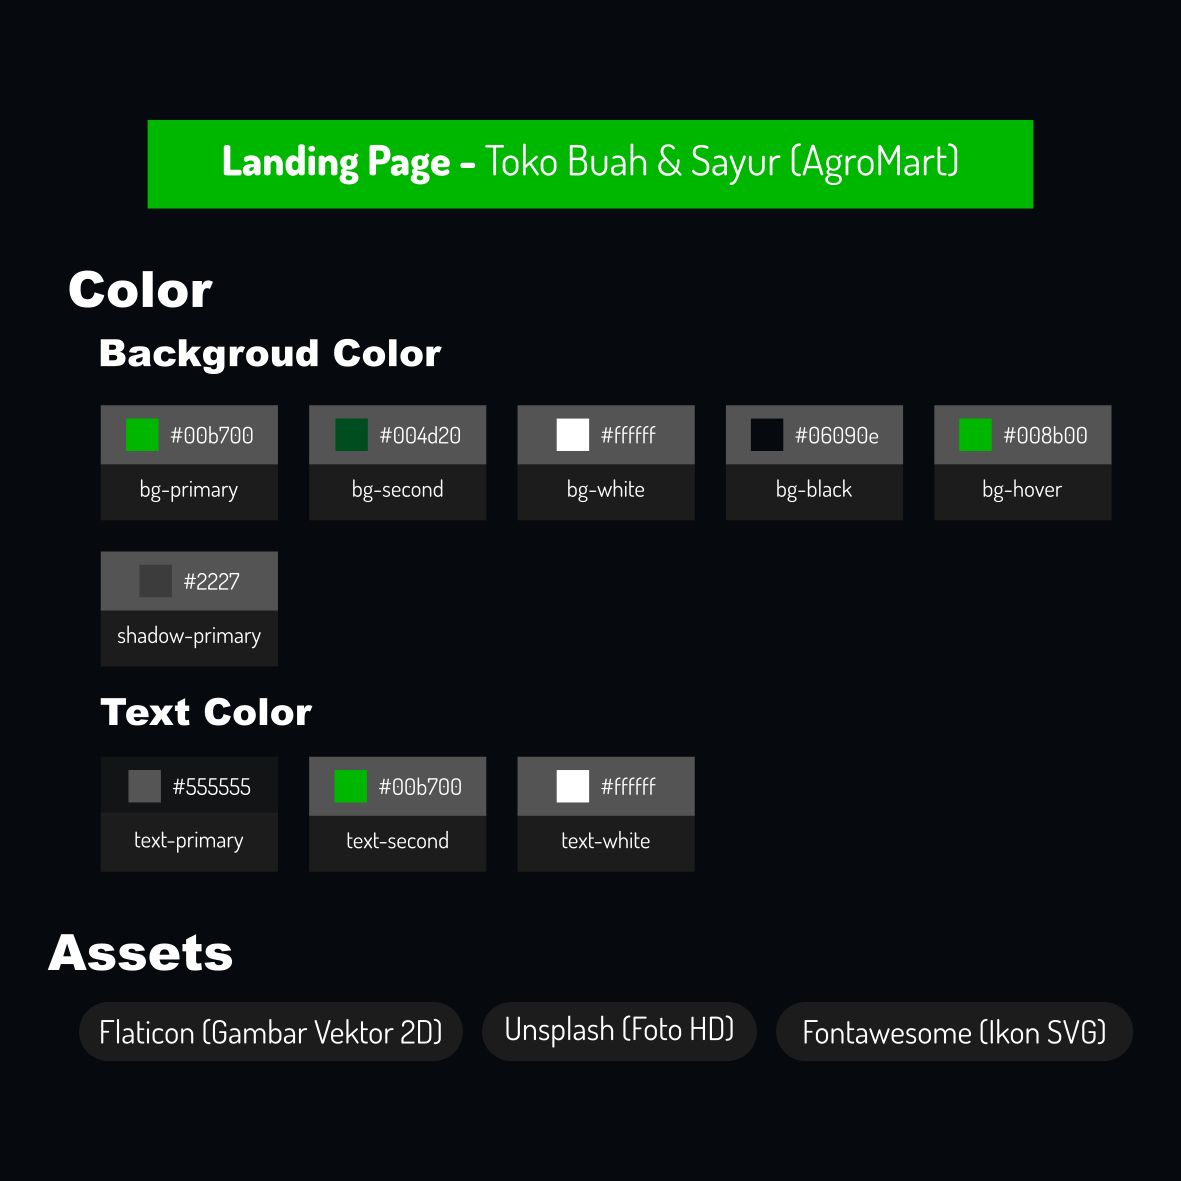 Landing Page - Toko Buah & Sayur (AgroMart)
Color
Backgroud Color
#00b700 #004d20 #ffffff #06090e #008b00
bg-primary bg-second bg-white bg-black bg-hover
#2227
shadow-primary
Text Color
#555555 #00b700 #ffffff
text-primary text-second text-white
Assets
Flaticon (Gambar Vektor 2D) Unsplash (Foto HD) Fontawesome (Ikon SVG)